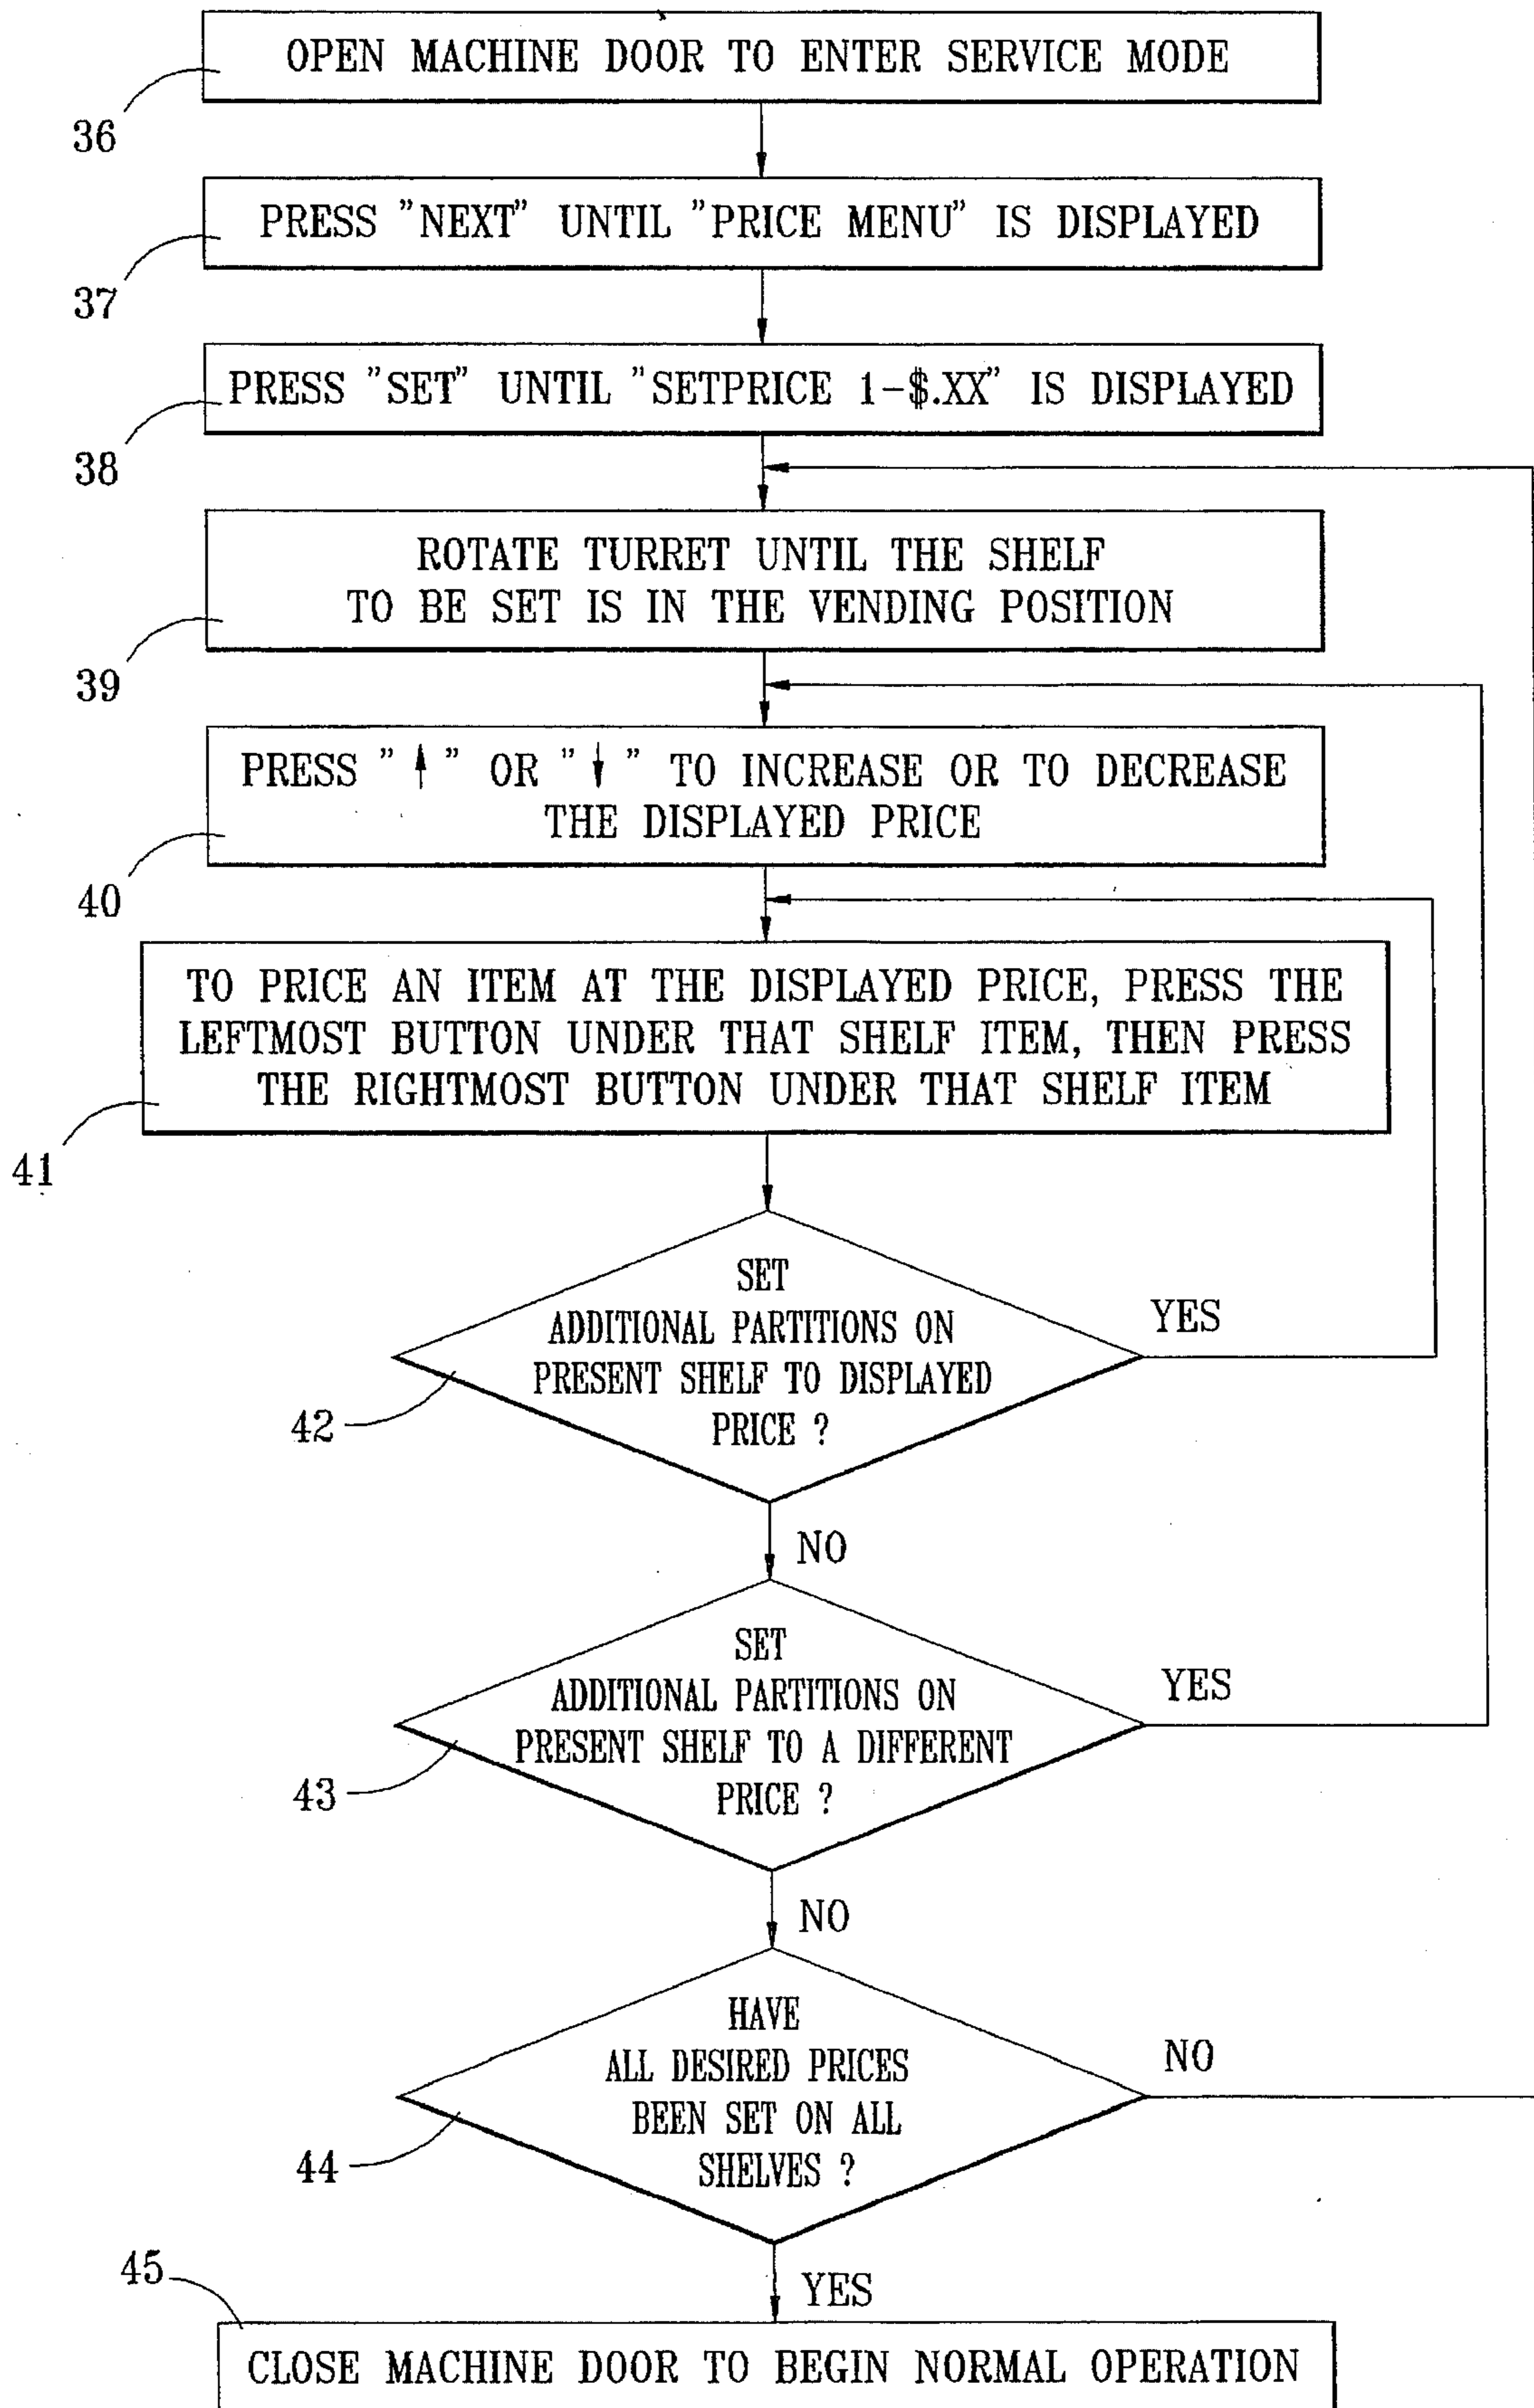 OPEN MACHINE DOOR TO ENTER SERVICE MODE
36
PRESS "NEXT" UNTIL "PRICE MENU" IS DISPLAYED
37
PRESS "SET" UNTIL "SETPRICE 1-$.XX" IS DISPLAYED
38
ROTATE TURRET UNTIL THE SHELF
TO BE SET IS IN THE VENDING POSITION
39
PRESS "↑" OR "↓" TO INCREASE OR TO DECREASE
THE DISPLAYED PRICE
40
TO PRICE AN ITEM AT THE DISPLAYED PRICE, PRESS THE
LEFTMOST BUTTON UNDER THAT SHELF ITEM, THEN PRESS
THE RIGHTMOST BUTTON UNDER THAT SHELF ITEM
41
SET
ADDITIONAL PARTITIONS ON
PRESENT SHELF TO DISPLAYED
PRICE ?
YES
42
NO
SET
ADDITIONAL PARTITIONS ON
PRESENT SHELF TO A DIFFERENT
PRICE ?
YES
43
NO
HAVE
ALL DESIRED PRICES
BEEN SET ON ALL
SHELVES ?
NO
44
YES
45
CLOSE MACHINE DOOR TO BEGIN NORMAL OPERATION